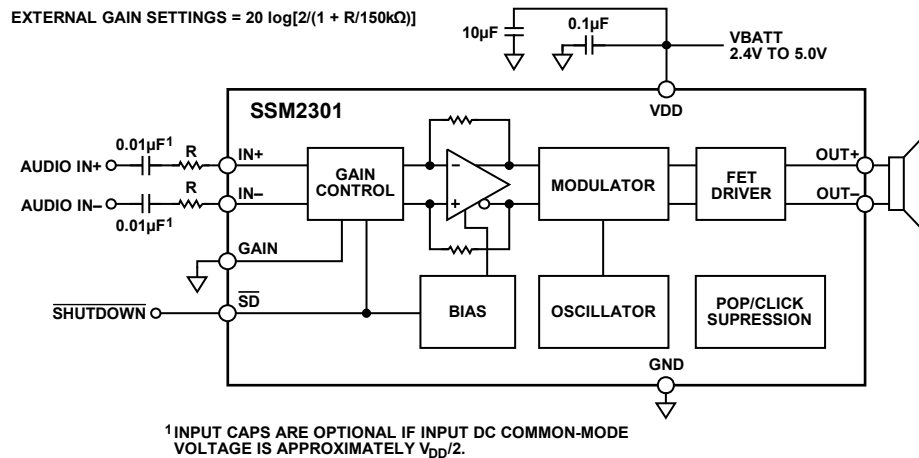 EXTERNAL GAIN SETTINGS = 20 log[2/(1 + R/150kΩ)]
10µF
0.1µF
VBATT
2.4V TO 5.0V
VDD
SSM2301
0.01µF¹
R
AUDIO IN+
IN+
AUDIO IN–
IN–
R
0.01µF¹
GAIN
CONTROL
–
+
MODULATOR
FET
DRIVER
OUT+
OUT–
GAIN
SHUTDOWN
SD
BIAS
OSCILLATOR
POP/CLICK
SUPRESSION
GND
¹ INPUT CAPS ARE OPTIONAL IF INPUT DC COMMON-MODE
VOLTAGE IS APPROXIMATELY VDD/2.